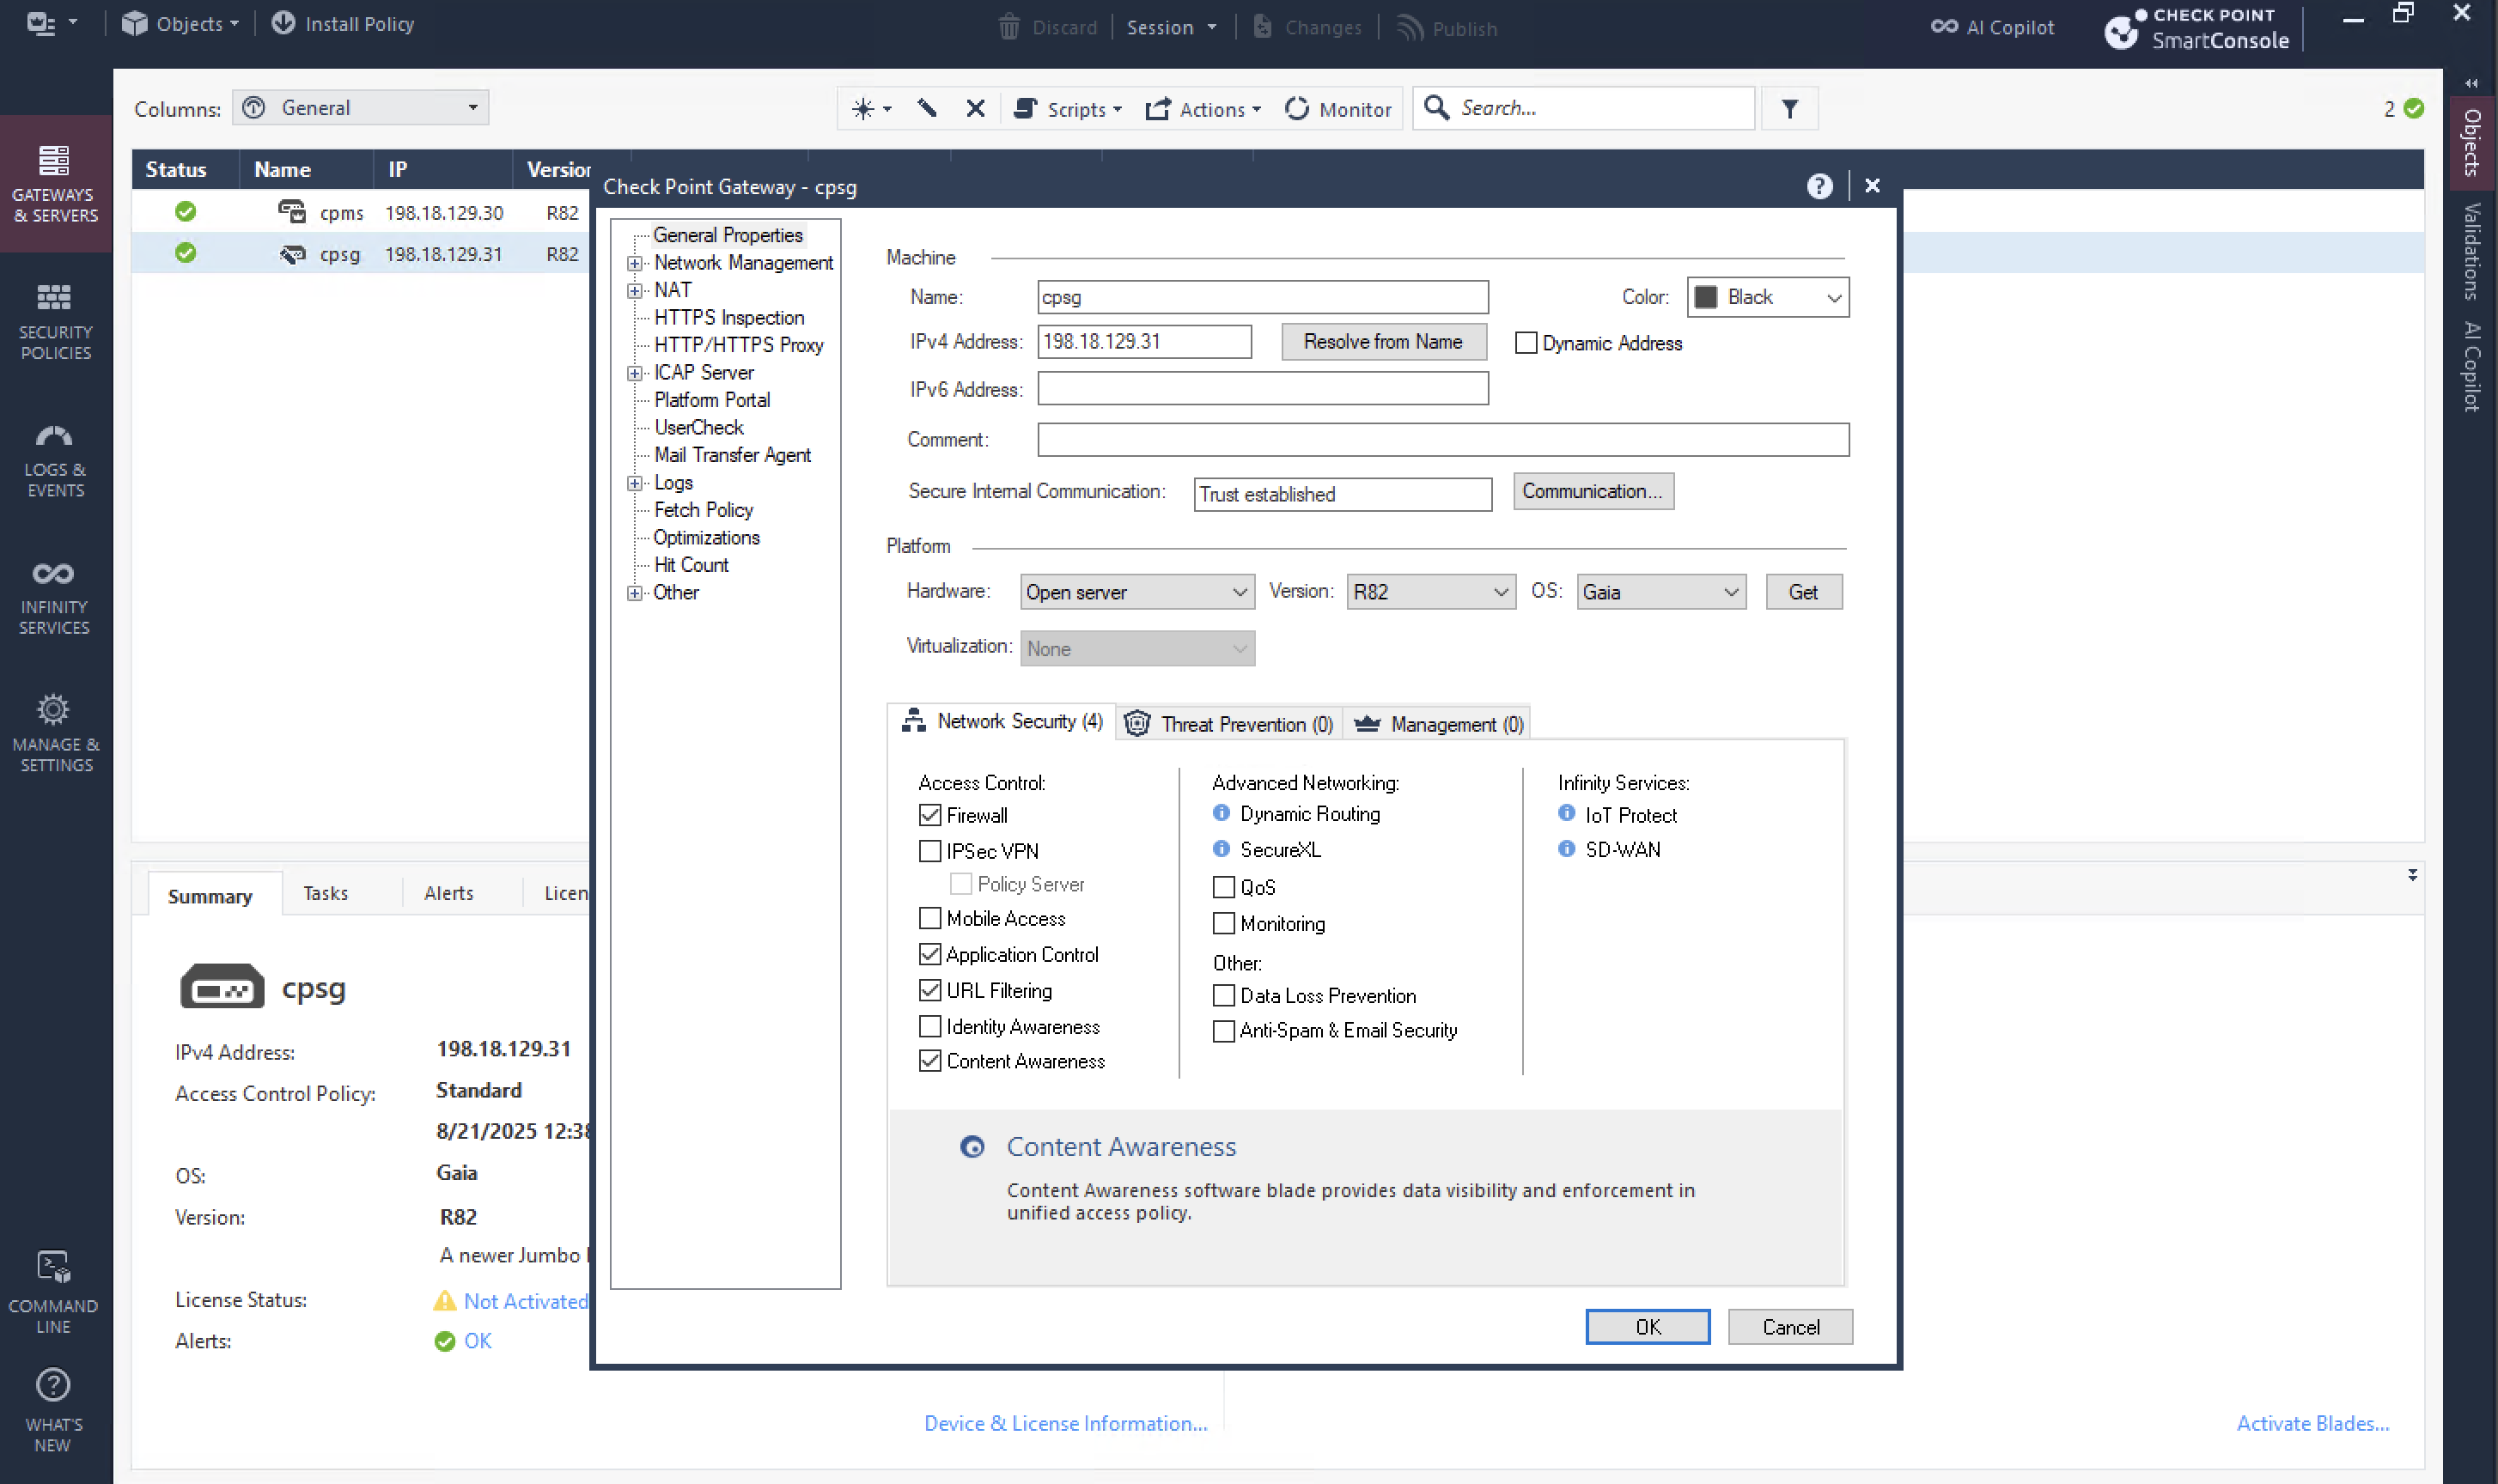 Objects
Install Policy
Discard
Session
Changes
Publish
AI Copilot
CHECK POINT
SmartConsole
GATEWAYS
& SERVERS
SECURITY
POLICIES
LOGS &
EVENTS
INFINITY
SERVICES
MANAGE &
SETTINGS
COMMAND
LINE
WHAT'S
NEW
Columns: General
Scripts
Actions
Monitor
Search...
2
Objects
Validations
AI Copilot
Status Name IP Version
cpms 198.18.129.30 R82
cpsg 198.18.129.31 R82
Summary Tasks Alerts Licen
cpsg
IPv4 Address: 198.18.129.31
Access Control Policy: Standard
8/21/2025 12:38
OS: Gaia
Version: R82
A newer Jumbo
License Status: Not Activated
Alerts: OK
Device & License Information...
Activate Blades...
Check Point Gateway - cpsg
?
General Properties
Network Management
NAT
HTTPS Inspection
HTTP/HTTPS Proxy
ICAP Server
Platform Portal
UserCheck
Mail Transfer Agent
Logs
Fetch Policy
Optimizations
Hit Count
Other
Machine
Name: cpsg Color: Black
IPv4 Address: 198.18.129.31 Resolve from Name Dynamic Address
IPv6 Address:
Comment:
Secure Internal Communication: Trust established Communication...
Platform
Hardware: Open server Version: R82 OS: Gaia Get
Virtualization: None
Network Security (4) Threat Prevention (0) Management (0)
Access Control:
Firewall
IPSec VPN
Policy Server
Mobile Access
Application Control
URL Filtering
Identity Awareness
Content Awareness
Advanced Networking:
Dynamic Routing
SecureXL
QoS
Monitoring
Other:
Data Loss Prevention
Anti-Spam & Email Security
Infinity Services:
IoT Protect
SD-WAN
Content Awareness
Content Awareness software blade provides data visibility and enforcement in
unified access policy.
OK Cancel